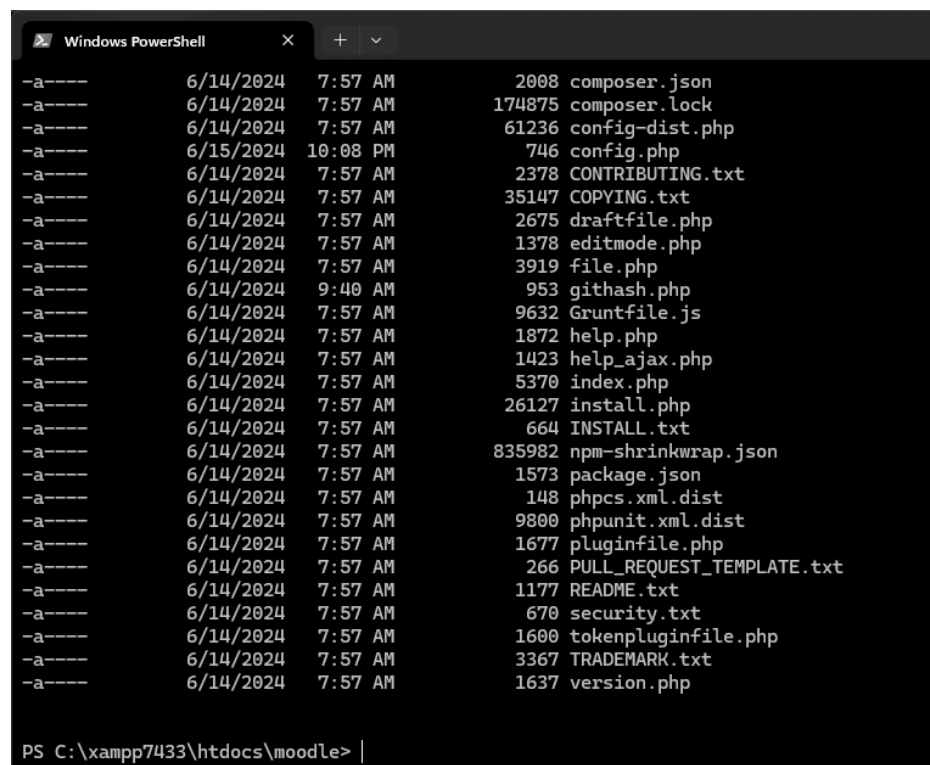 Windows PowerShell
-a---- 6/14/2024 7:57 AM 2008 composer.json
-a---- 6/14/2024 7:57 AM 174875 composer.lock
-a---- 6/14/2024 7:57 AM 61236 config-dist.php
-a---- 6/15/2024 10:08 PM 746 config.php
-a---- 6/14/2024 7:57 AM 2378 CONTRIBUTING.txt
-a---- 6/14/2024 7:57 AM 35147 COPYING.txt
-a---- 6/14/2024 7:57 AM 2675 draftfile.php
-a---- 6/14/2024 7:57 AM 1378 editmode.php
-a---- 6/14/2024 7:57 AM 3919 file.php
-a---- 6/14/2024 9:40 AM 953 githash.php
-a---- 6/14/2024 7:57 AM 9632 Gruntfile.js
-a---- 6/14/2024 7:57 AM 1872 help.php
-a---- 6/14/2024 7:57 AM 1423 help_ajax.php
-a---- 6/14/2024 7:57 AM 5370 index.php
-a---- 6/14/2024 7:57 AM 26127 install.php
-a---- 6/14/2024 7:57 AM 664 INSTALL.txt
-a---- 6/14/2024 7:57 AM 835982 npm-shrinkwrap.json
-a---- 6/14/2024 7:57 AM 1573 package.json
-a---- 6/14/2024 7:57 AM 148 phpcs.xml.dist
-a---- 6/14/2024 7:57 AM 9800 phpunit.xml.dist
-a---- 6/14/2024 7:57 AM 1677 pluginfile.php
-a---- 6/14/2024 7:57 AM 266 PULL_REQUEST_TEMPLATE.txt
-a---- 6/14/2024 7:57 AM 1177 README.txt
-a---- 6/14/2024 7:57 AM 670 security.txt
-a---- 6/14/2024 7:57 AM 1600 tokenpluginfile.php
-a---- 6/14/2024 7:57 AM 3367 TRADEMARK.txt
-a---- 6/14/2024 7:57 AM 1637 version.php
PS C:\xampp7433\htdocs\moodle>